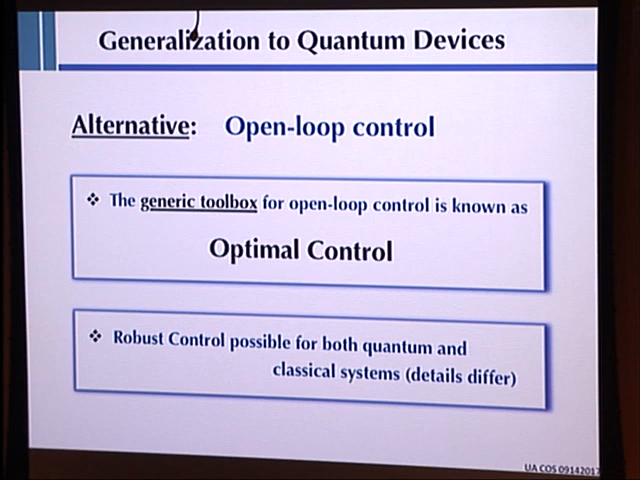 Generalization to Quantum Devices
Alternative: Open-loop control
❖ The generic toolbox for open-loop control is known as
Optimal Control
❖ Robust Control possible for both quantum and
classical systems (details differ)
UA COS 09142017